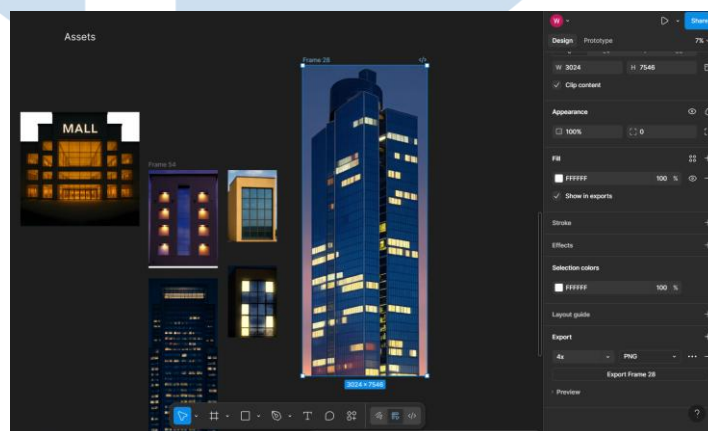 Assets
Frame 28
MALL
Frame 54
3024 × 7546
W
Share
Design Prototype 7%
W 3024 H 7546
Clip content
Appearance
100% 0
Fill
FFFFFF 100 %
Show in exports
Stroke
Effects
Selection colors
FFFFFF 100 %
Layout guide
Export
4x PNG
Export Frame 28
Preview
?